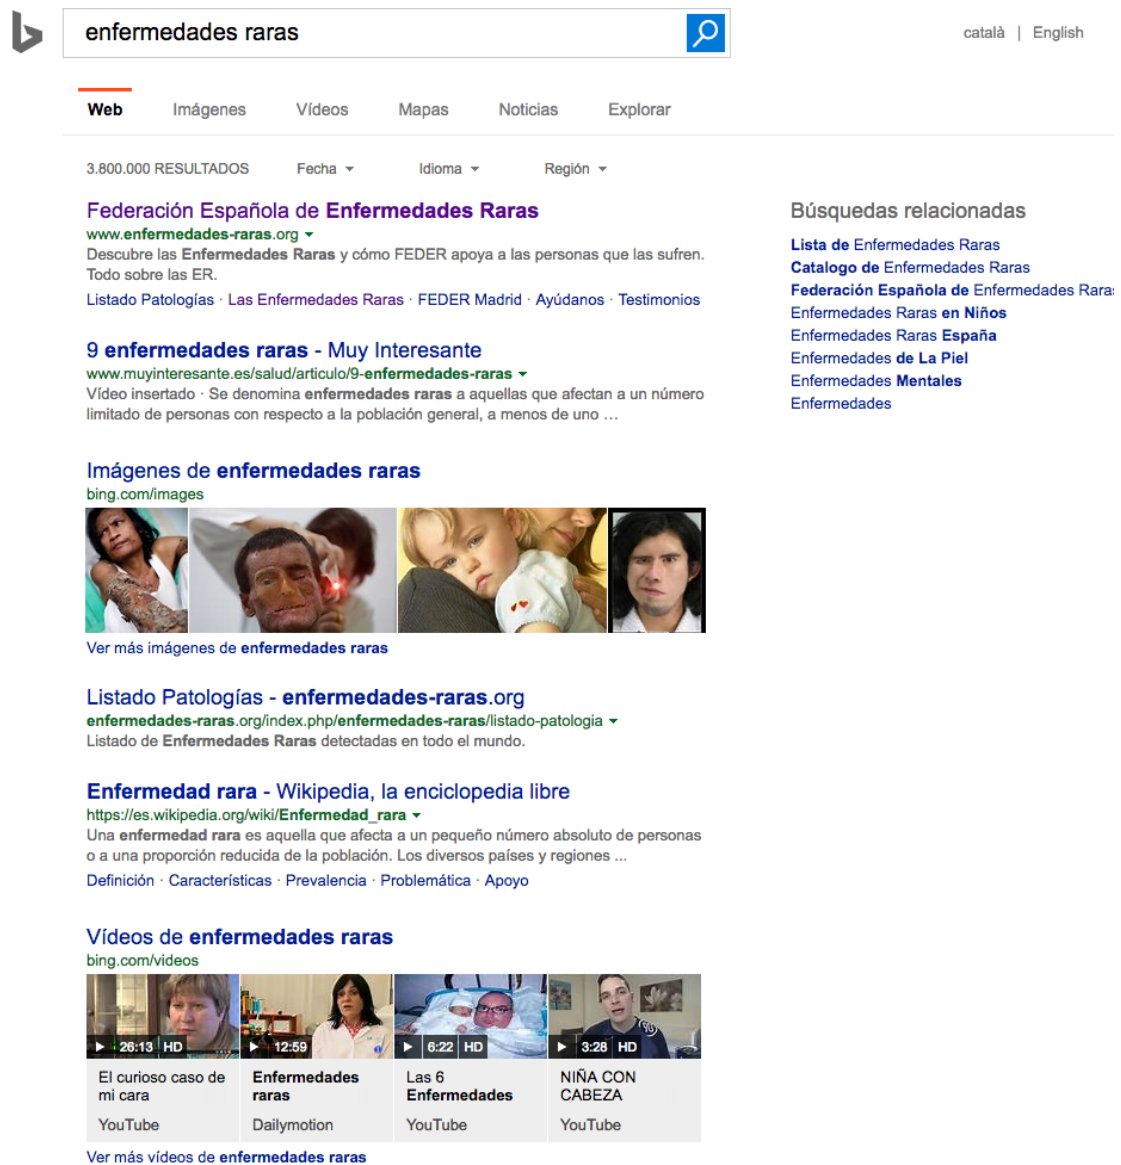 enfermedades raras
català | English
Web Imágenes Vídeos Mapas Noticias Explorar
3.800.000 RESULTADOS Fecha Idioma Región
Federación Española de Enfermedades Raras
www.enfermedades-raras.org
Descubre las Enfermedades Raras y cómo FEDER apoya a las personas que las sufren.
Todo sobre las ER.
Listado Patologías · Las Enfermedades Raras · FEDER Madrid · Ayúdanos · Testimonios
9 enfermedades raras - Muy Interesante
www.muyinteresante.es/salud/articulo/9-enfermedades-raras
Vídeo insertado · Se denomina enfermedades raras a aquellas que afectan a un número
limitado de personas con respecto a la población general, a menos de uno …
Imágenes de enfermedades raras
bing.com/images
Ver más imágenes de enfermedades raras
Listado Patologías - enfermedades-raras.org
enfermedades-raras.org/index.php/enfermedades-raras/listado-patologia
Listado de Enfermedades Raras detectadas en todo el mundo.
Enfermedad rara - Wikipedia, la enciclopedia libre
https://es.wikipedia.org/wiki/Enfermedad_rara
Una enfermedad rara es aquella que afecta a un pequeño número absoluto de personas
o a una proporción reducida de la población. Los diversos países y regiones ...
Definición · Características · Prevalencia · Problemática · Apoyo
Vídeos de enfermedades raras
bing.com/videos
26:13 HD
El curioso caso de
mi cara
YouTube
12:59
Enfermedades
raras
Dailymotion
6:22 HD
Las 6
Enfermedades
YouTube
3:28 HD
NIÑA CON
CABEZA
YouTube
Ver más vídeos de enfermedades raras
Búsquedas relacionadas
Lista de Enfermedades Raras
Catalogo de Enfermedades Raras
Federación Española de Enfermedades Raras
Enfermedades Raras en Niños
Enfermedades Raras España
Enfermedades de La Piel
Enfermedades Mentales
Enfermedades